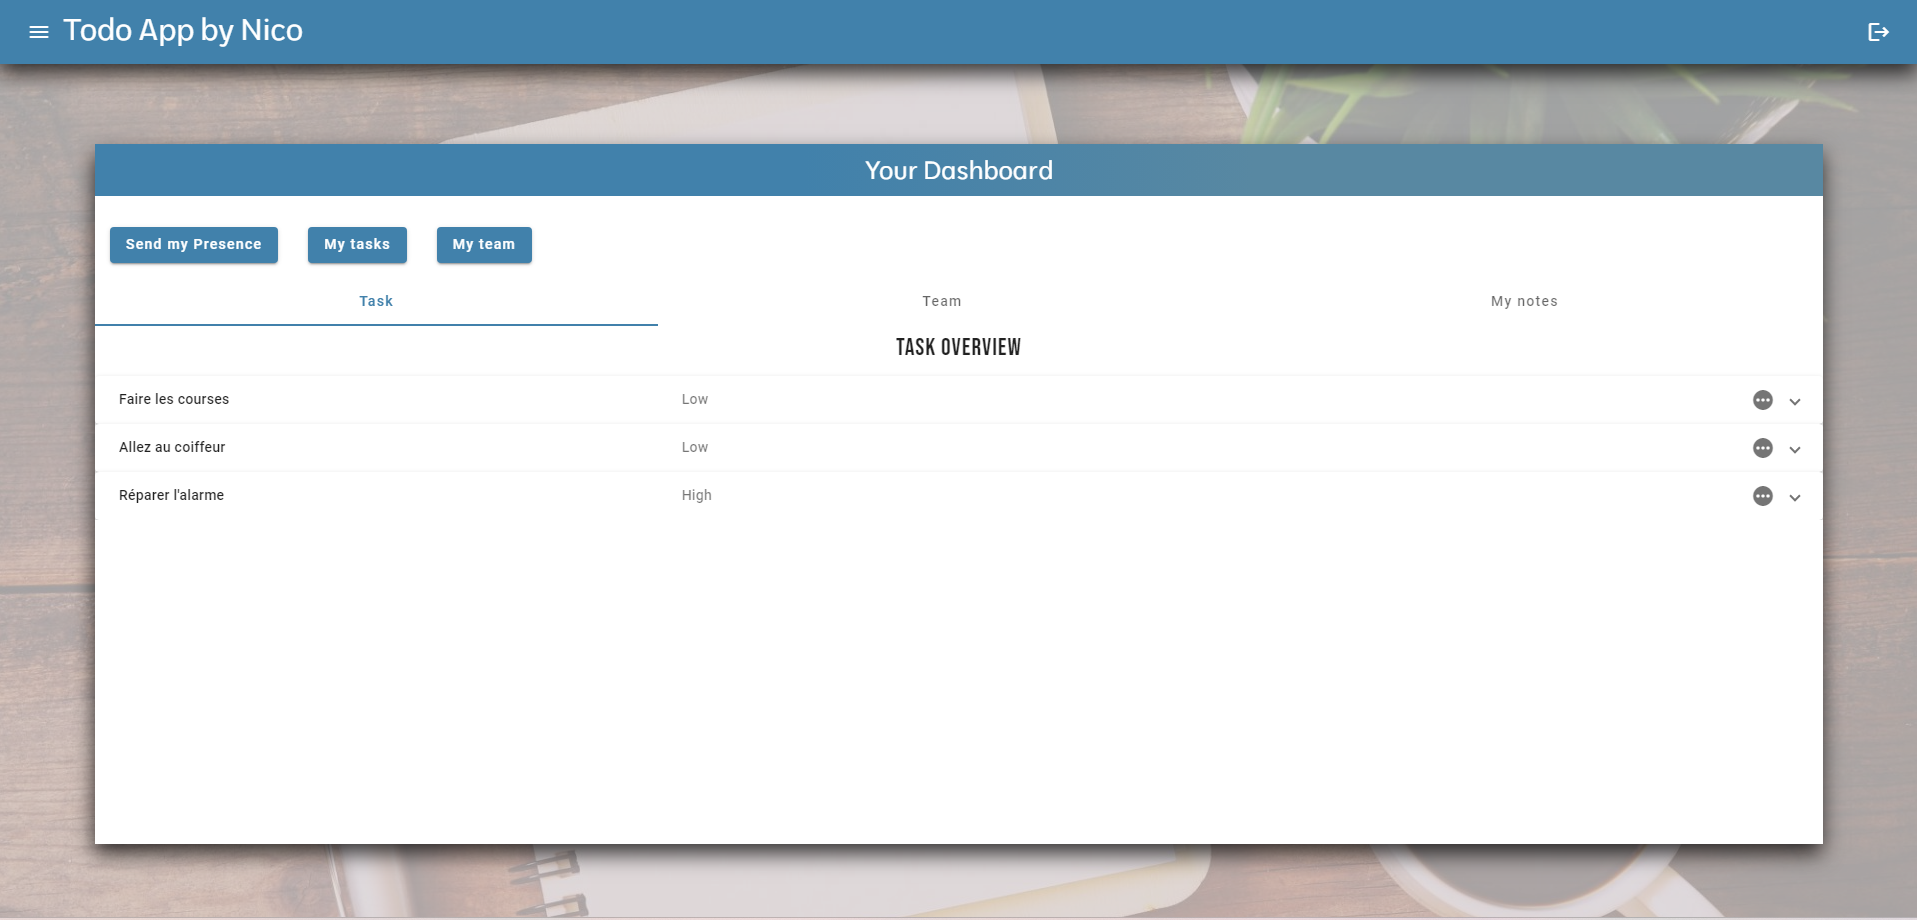 Todo App by Nico
Your Dashboard
Send my Presence My tasks My team
Task Team My notes
TASK OVERVIEW
Faire les courses Low
Allez au coiffeur Low
Réparer l'alarme High